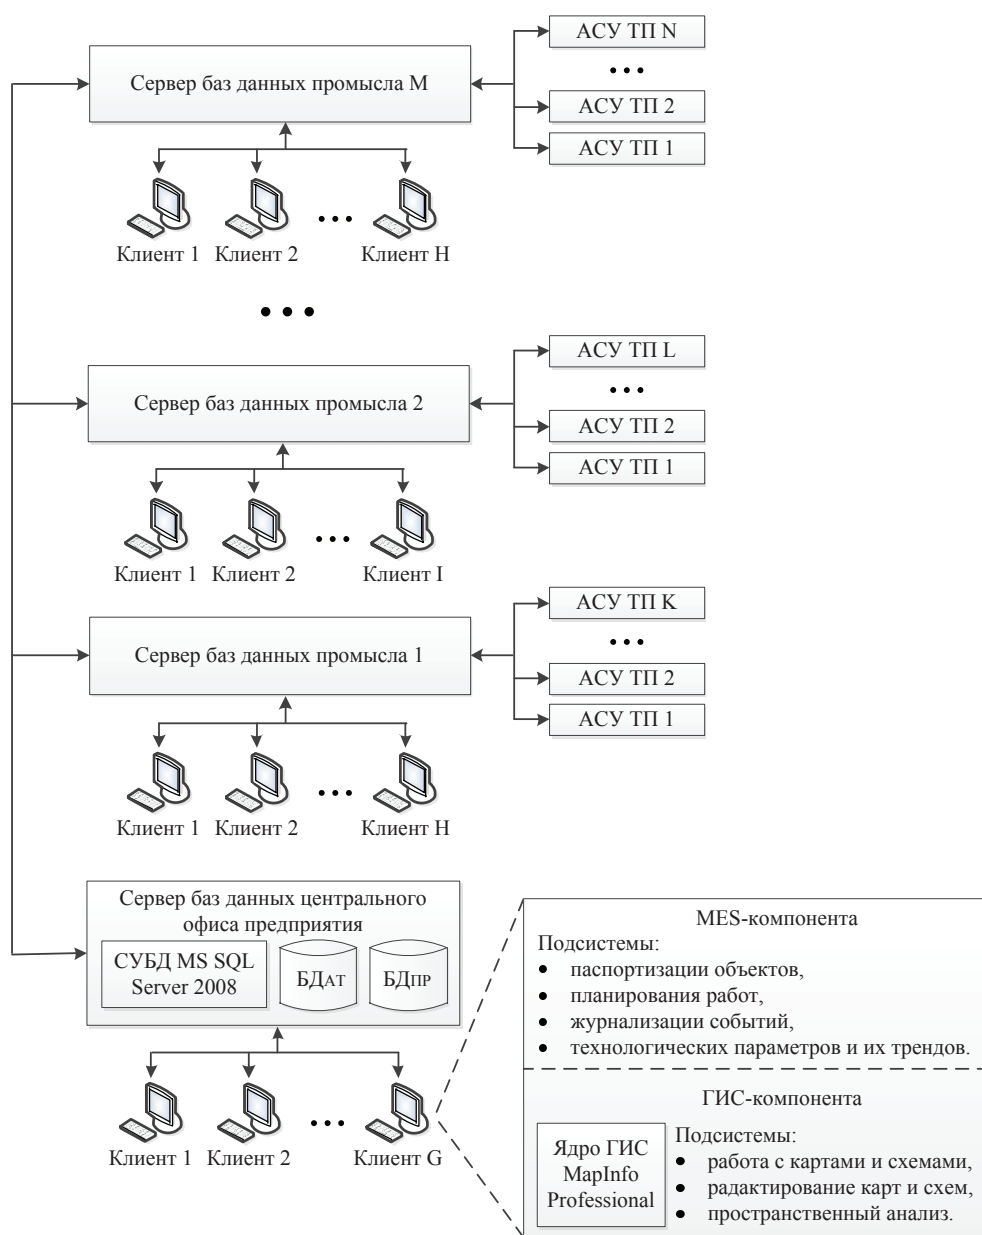 АСУ ТП N
Сервер баз данных промысла М
АСУ ТП 2
АСУ ТП 1
Клиент 1
Клиент 2
Клиент Н
АСУ ТП L
Сервер баз данных промысла 2
АСУ ТП 2
АСУ ТП 1
Клиент 1
Клиент 2
Клиент I
АСУ ТП К
Сервер баз данных промысла 1
АСУ ТП 2
АСУ ТП 1
Клиент 1
Клиент 2
Клиент Н
Сервер баз данных центрального
офиса предприятия
СУБД MS SQL
Server 2008
БДАТ
БДПР
Клиент 1
Клиент 2
Клиент G
MES-компонента
Подсистемы:
• паспортизации объектов,
• планирования работ,
• журнализации событий,
• технологических параметров и их трендов.
ГИС-компонента
Ядро ГИС
MapInfo
Professional
Подсистемы:
• работа с картами и схемами,
• радактирование карт и схем,
• пространственный анализ.